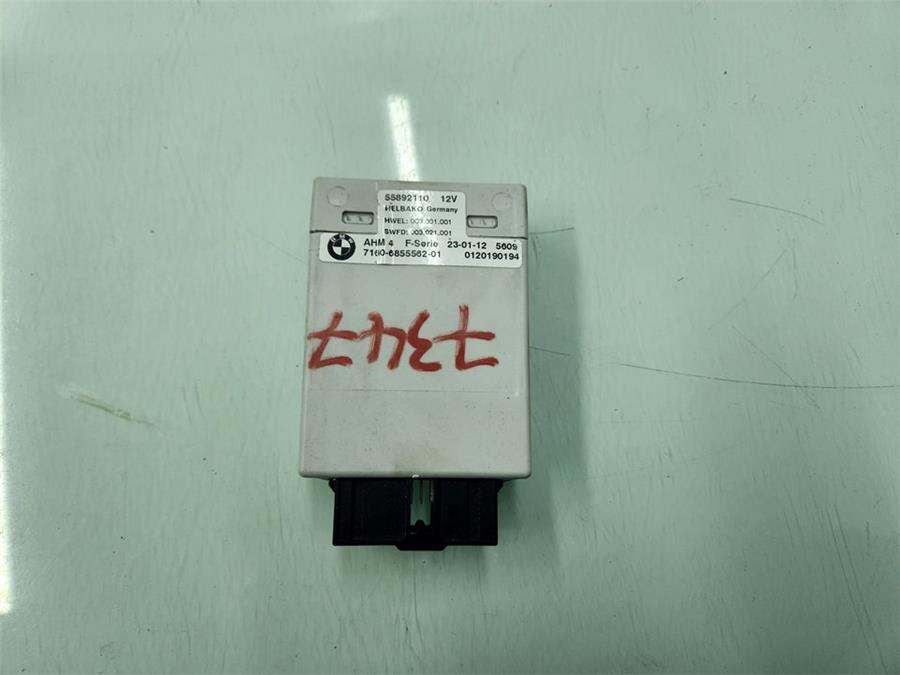 55892110 12V
HELBAKO Germany
HWEL: 003.001.001
SWFD: 003.021.001
AHM 4 F-Serie 23-01-12 5609
7160-6855562-01 0120190194
7347